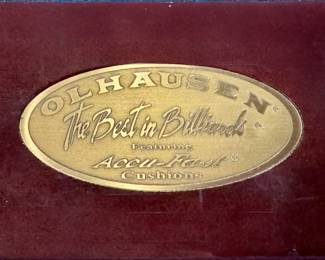 OLHAUSEN®
The Best in Billiards®
Featuring
Accu-Fast®
Cushions